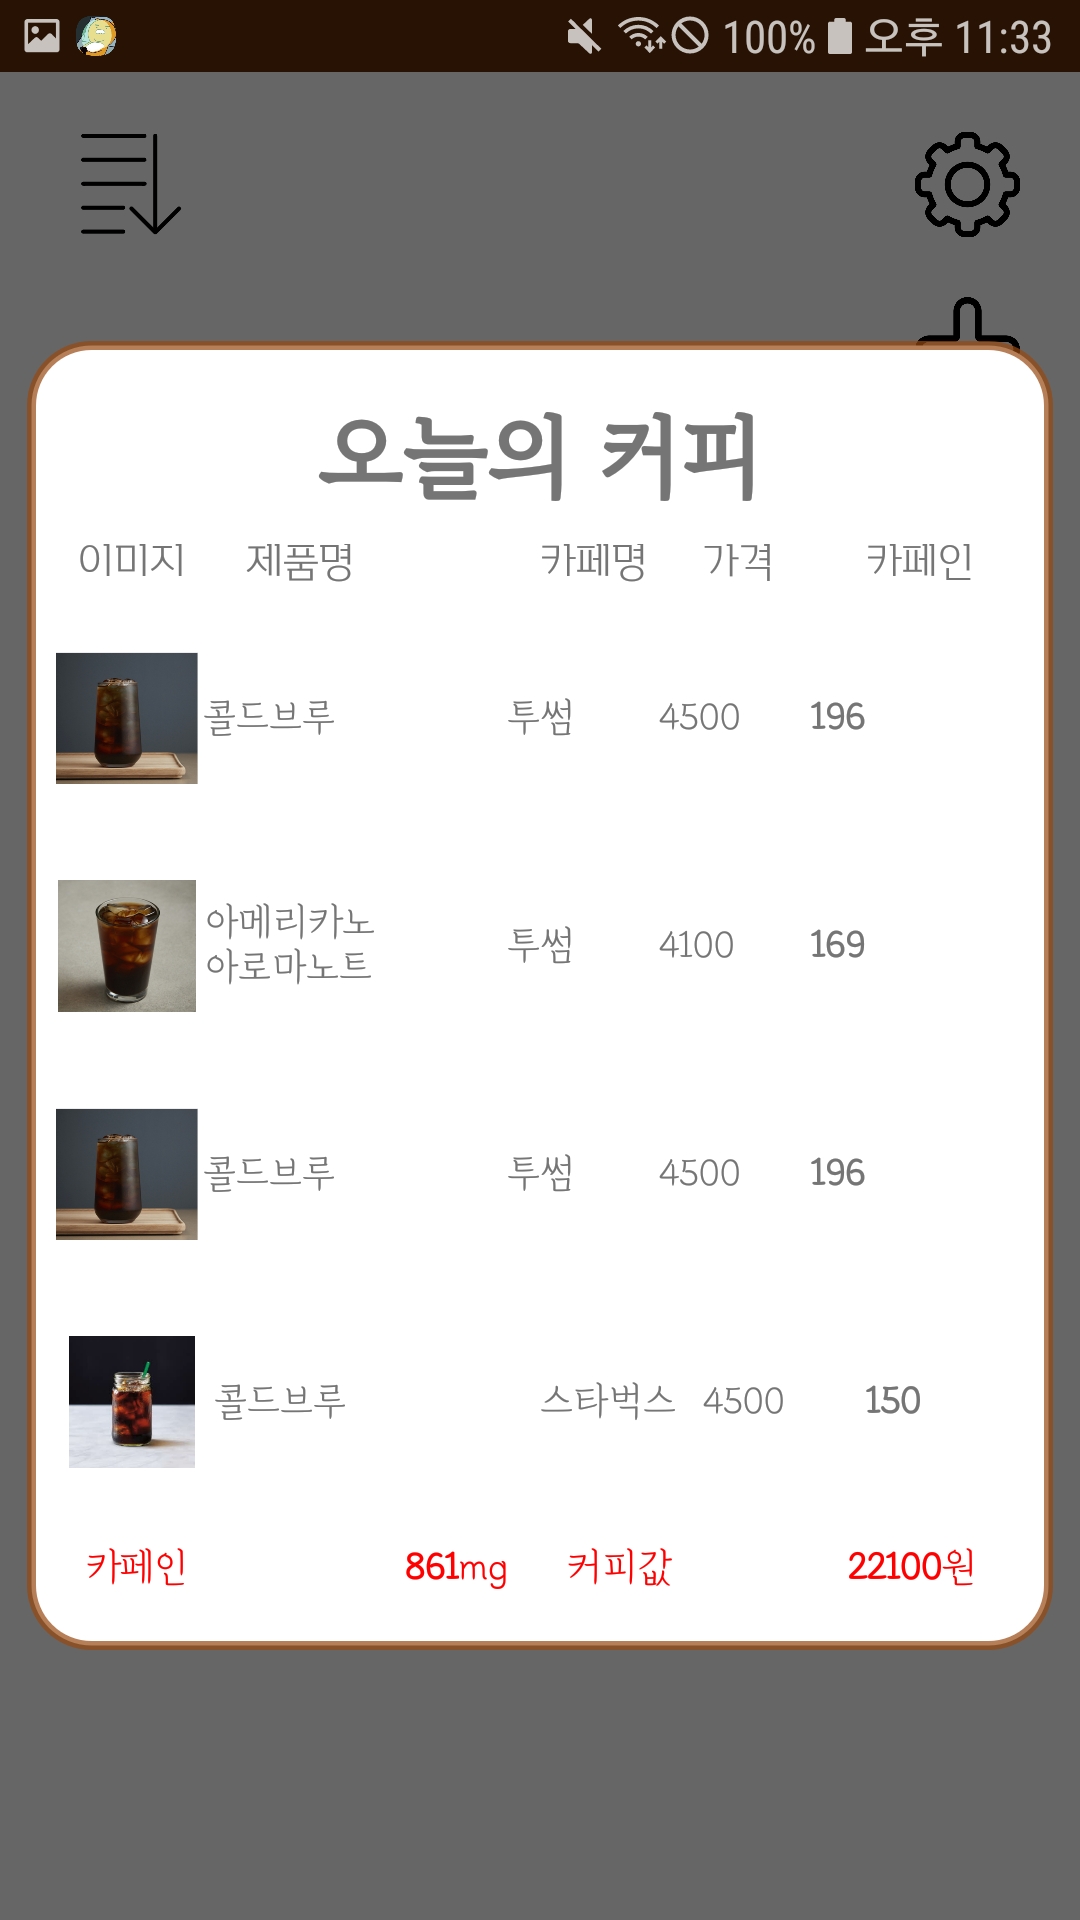 100% 오후 11:33
오늘의 커피
이미지 제품명 카페명 가격 카페인
콜드브루 투썸 4500 196
아메리카노
아로마노트 투썸 4100 169
콜드브루 투썸 4500 196
콜드브루 스타벅스 4500 150
카페인 861mg 커피값 22100원